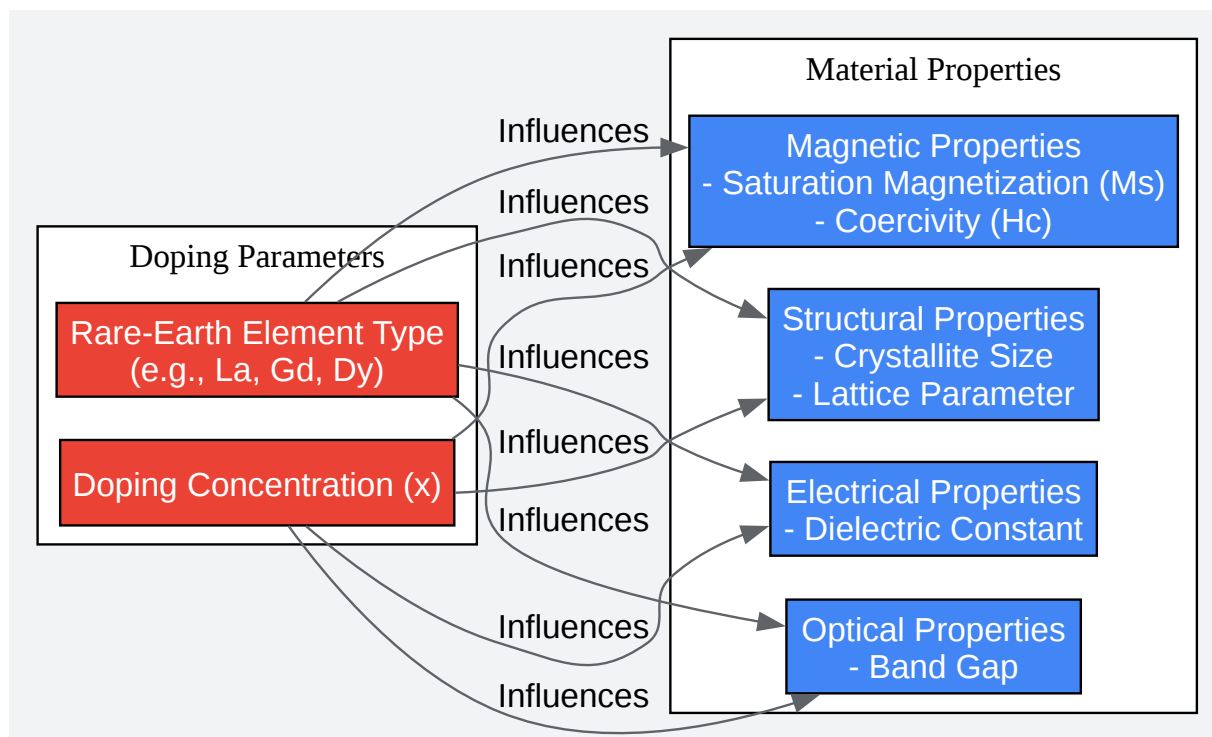 Material Properties
Influences
Magnetic Properties
- Saturation Magnetization (Ms)
- Coercivity (Hc)
Influences
Doping Parameters
Influences
Rare-Earth Element Type
(e.g., La, Gd, Dy)
Structural Properties
- Crystallite Size
- Lattice Parameter
Influences
Influences
Doping Concentration (x)
Electrical Properties
- Dielectric Constant
Influences
Influences
Optical Properties
- Band Gap
Influences